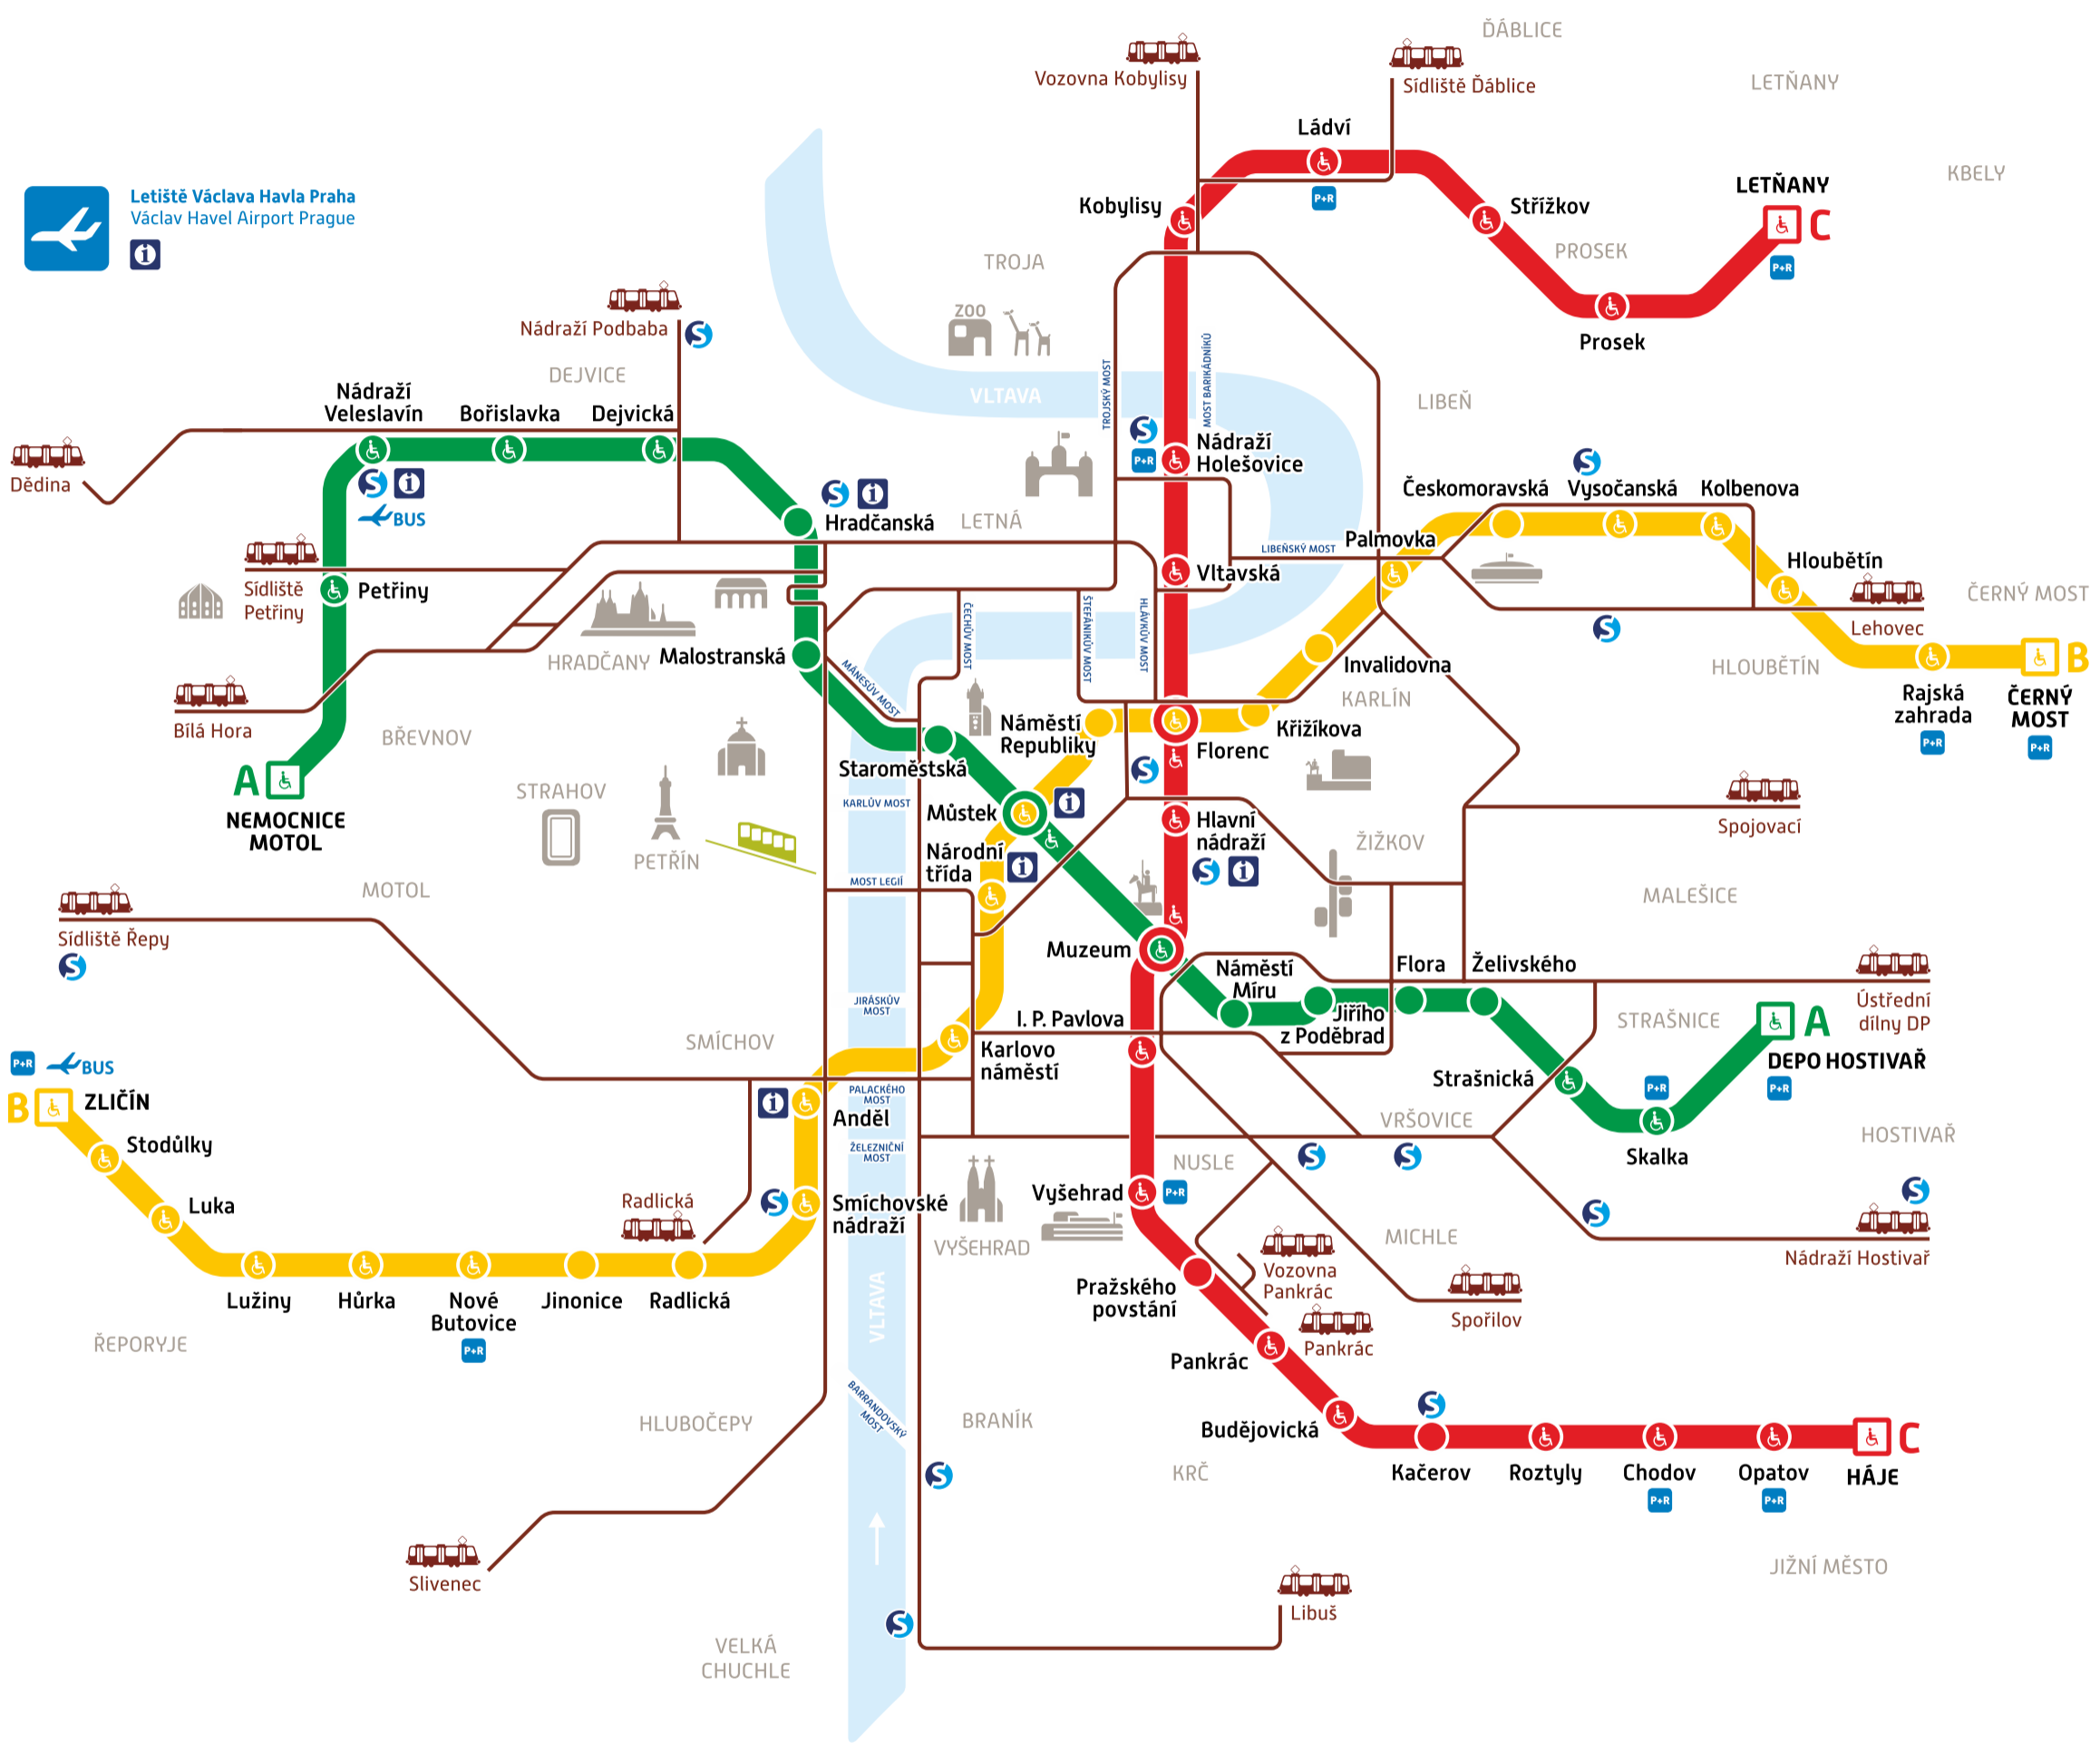 ĎÁBLICE
Vozovna Kobylisy
Sídliště Ďáblice
LETŇANY
Ládví
P+R
KBELY
LETŇANY
C
P+R
Letiště Václava Havla Praha
Václav Havel Airport Prague
i
Kobylisy
Střížkov
PROSEK
TROJA
Prosek
ZOO
Nádraží Podbaba
S
DEJVICE
VLTAVA
TROJSKÝ MOST
MOST BARIKÁDNÍKŮ
LIBEŇ
Nádraží
Veleslavín
Bořislavka
Dejvická
S
P+R
Nádraží
Holešovice
Dědina
S
i
BUS
S
i
Hradčanská
LETNÁ
S
Českomoravská
Vysočanská
Kolbenova
Palmovka
LIBEŇSKÝ MOST
Vltavská
Hloubětín
Sídliště
Petřiny
Petřiny
ČERNÝ MOST
ČECHŮV MOST
ŠTEFÁNIKŮV MOST
HLÁVKŮV MOST
S
Lehovec
HRADČANY
Malostranská
MÁNESŮV MOST
Invalidovna
HLOUBĚTÍN
B
KARLÍN
Rajská
zahrada
P+R
ČERNÝ
MOST
P+R
Bílá Hora
BŘEVNOV
Náměstí
Republiky
Křižíkova
Florenc
S
Staroměstská
A
NEMOCNICE
MOTOL
STRAHOV
KARLŮV MOST
Můstek
i
Hlavní
nádraží
S
i
Spojovací
ŽIŽKOV
PETŘÍN
Národní
třída
i
MOST LEGIÍ
MOTOL
MALEŠICE
Sídliště Řepy
S
Muzeum
Náměstí
Míru
Flora
Želivského
JIRÁSKŮV
MOST
I. P. Pavlova
Jiřího
z Poděbrad
STRAŠNICE
Ústřední
dílny DP
A
DEPO HOSTIVAŘ
P+R
SMÍCHOV
Karlovo
náměstí
P+R
BUS
B
ZLIČÍN
Strašnická
P+R
PALACKÉHO
MOST
i
Anděl
VRŠOVICE
Skalka
HOSTIVAŘ
Stodůlky
ŽELEZNIČNÍ
MOST
NUSLE
S
S
Vyšehrad
P+R
Luka
Radlická
S
Smíchovské
nádraží
VYŠEHRAD
MICHLE
S
S
Nádraží Hostivař
Vozovna
Pankrác
Pražského
povstání
Lužiny
Hůrka
Nové
Butovice
P+R
Jinonice
Radlická
VLTAVA
Spořilov
ŘEPORYJE
Pankrác
Pankrác
BARRANDOVSKÝ
MOST
HLUBOČEPY
BRANÍK
Budějovická
S
C
S
KRČ
Kačerov
Roztyly
Chodov
P+R
Opatov
P+R
HÁJE
Slivenec
JIŽNÍ MĚSTO
Libuš
S
VELKÁ
CHUCHLE